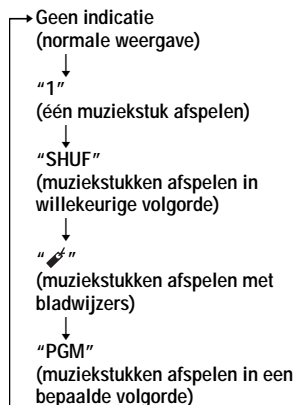 Geen indicatie
(normale weergave)
“1”
(één muziekstuk afspelen)
“SHUF”
(muziekstukken afspelen in
willekeurige volgorde)
“ ”
(muziekstukken afspelen met
bladwijzers)
“PGM”
(muziekstukken afspelen in een
bepaalde volgorde)